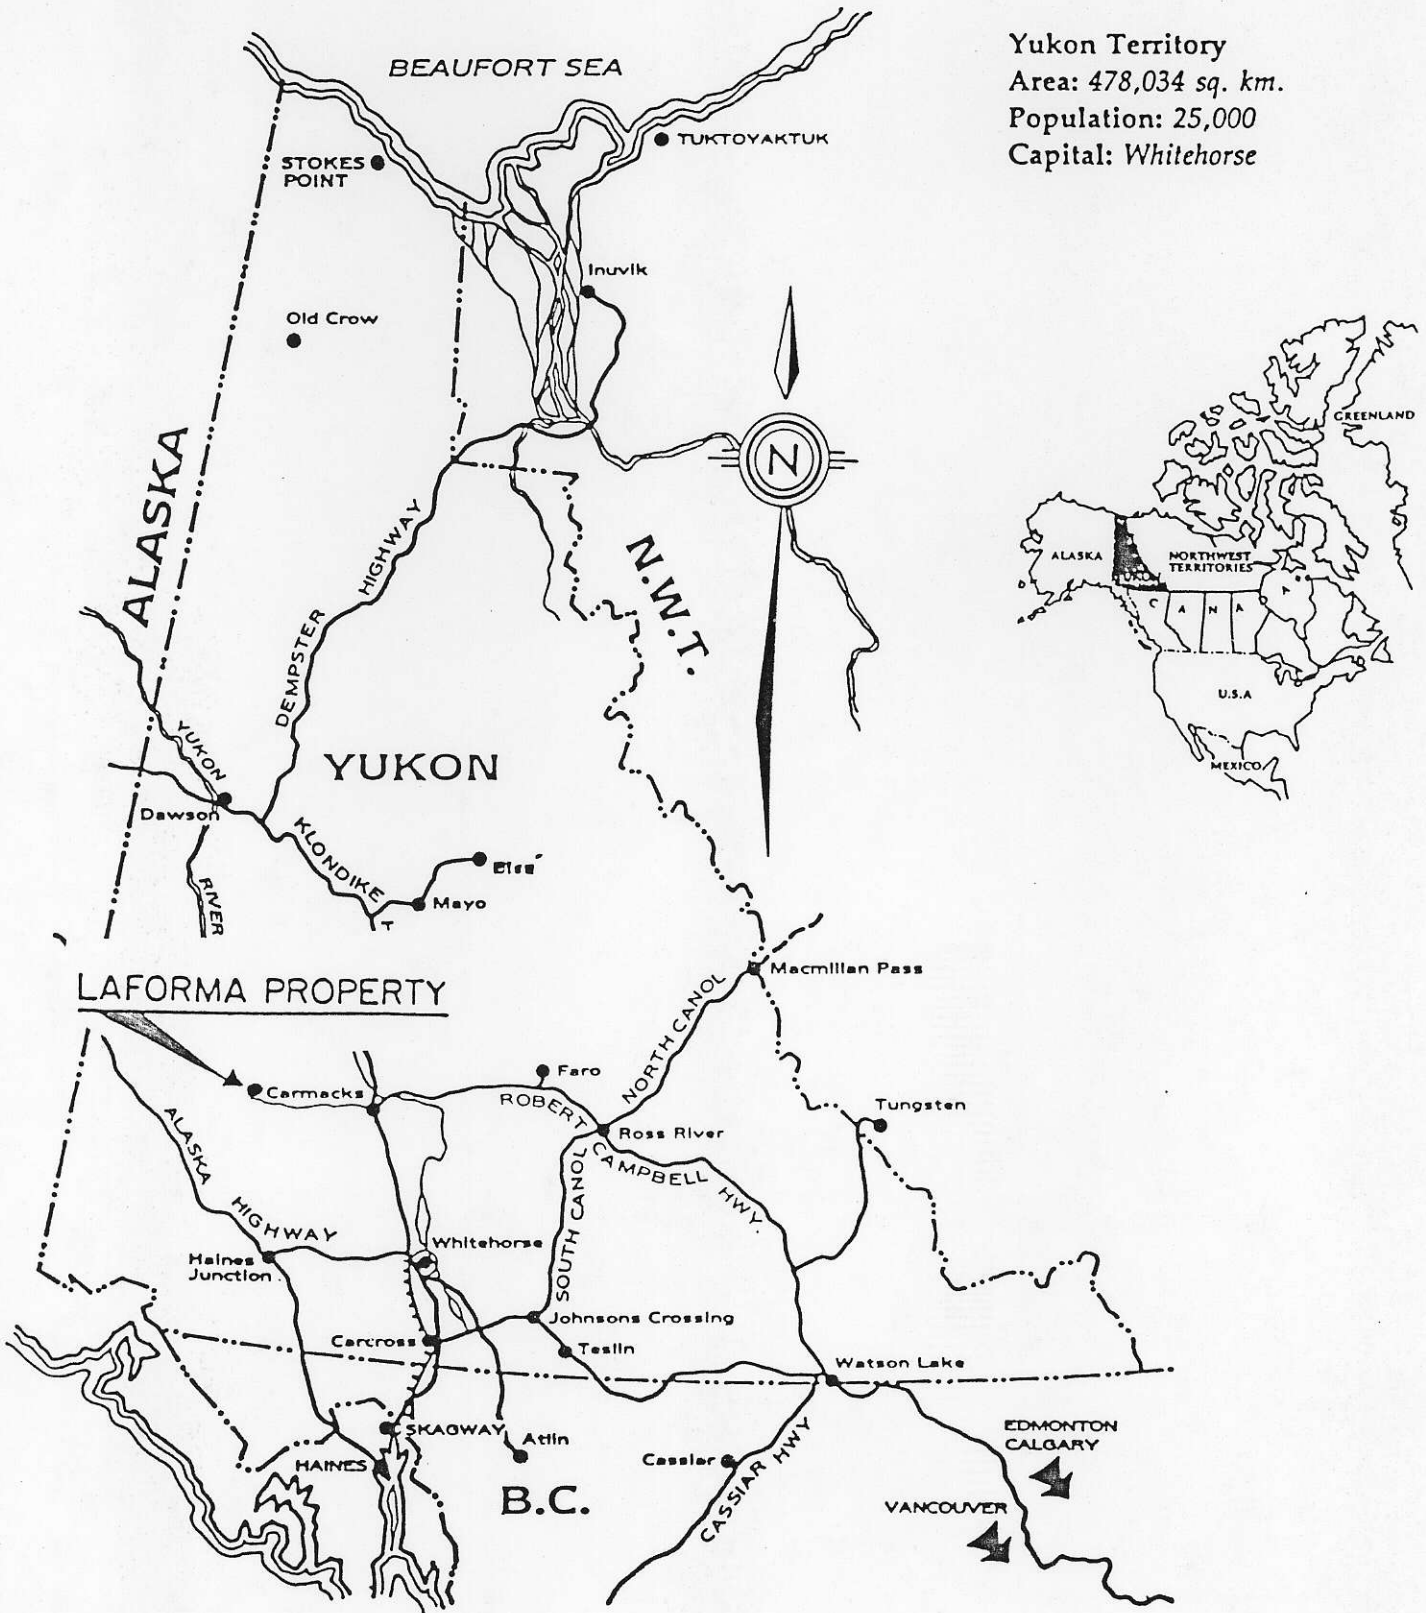 BEAUFORT SEA
Yukon Territory
Area: 478,034 sq. km.
Population: 25,000
Capital: Whitehorse
TUKTOYAKTUK
STOKES
POINT
Inuvik
Old Crow
GREENLAND
ALASKA
N
DEMPSTER HIGHWAY
N.W.T.
ALASKA
YUKON
NORTHWEST
TERRITORIES
C A N A
A
U.S.A
MEXICO
YUKON
YUKON
RIVER
Dawson
KLONDIKE
Mayo
Macmillan Pass
LAFORMA PROPERTY
NORTH CANOL
Faro
Carmacks
ROBERT
CAMPBELL HWY.
Tungsten
Ross River
ALASKA
HIGHWAY
SOUTH CANOL
Whitehorse
Haines
Junction
Johnsons Crossing
Carcross
Teslin
Watson Lake
SKAGWAY
Atlin
HAINES
Cassiar
CASSIAR HWY
EDMONTON
CALGARY
B.C.
VANCOUVER